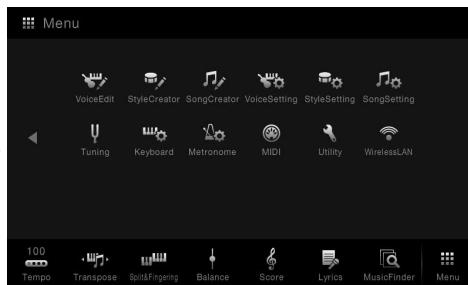 Menu
VoiceEdit StyleCreator SongCreator VoiceSetting StyleSetting SongSetting
Tuning Keyboard Metronome MIDI Utility WirelessLAN
100
Tempo Transpose Split&Fingering Balance Score Lyrics MusicFinder Menu